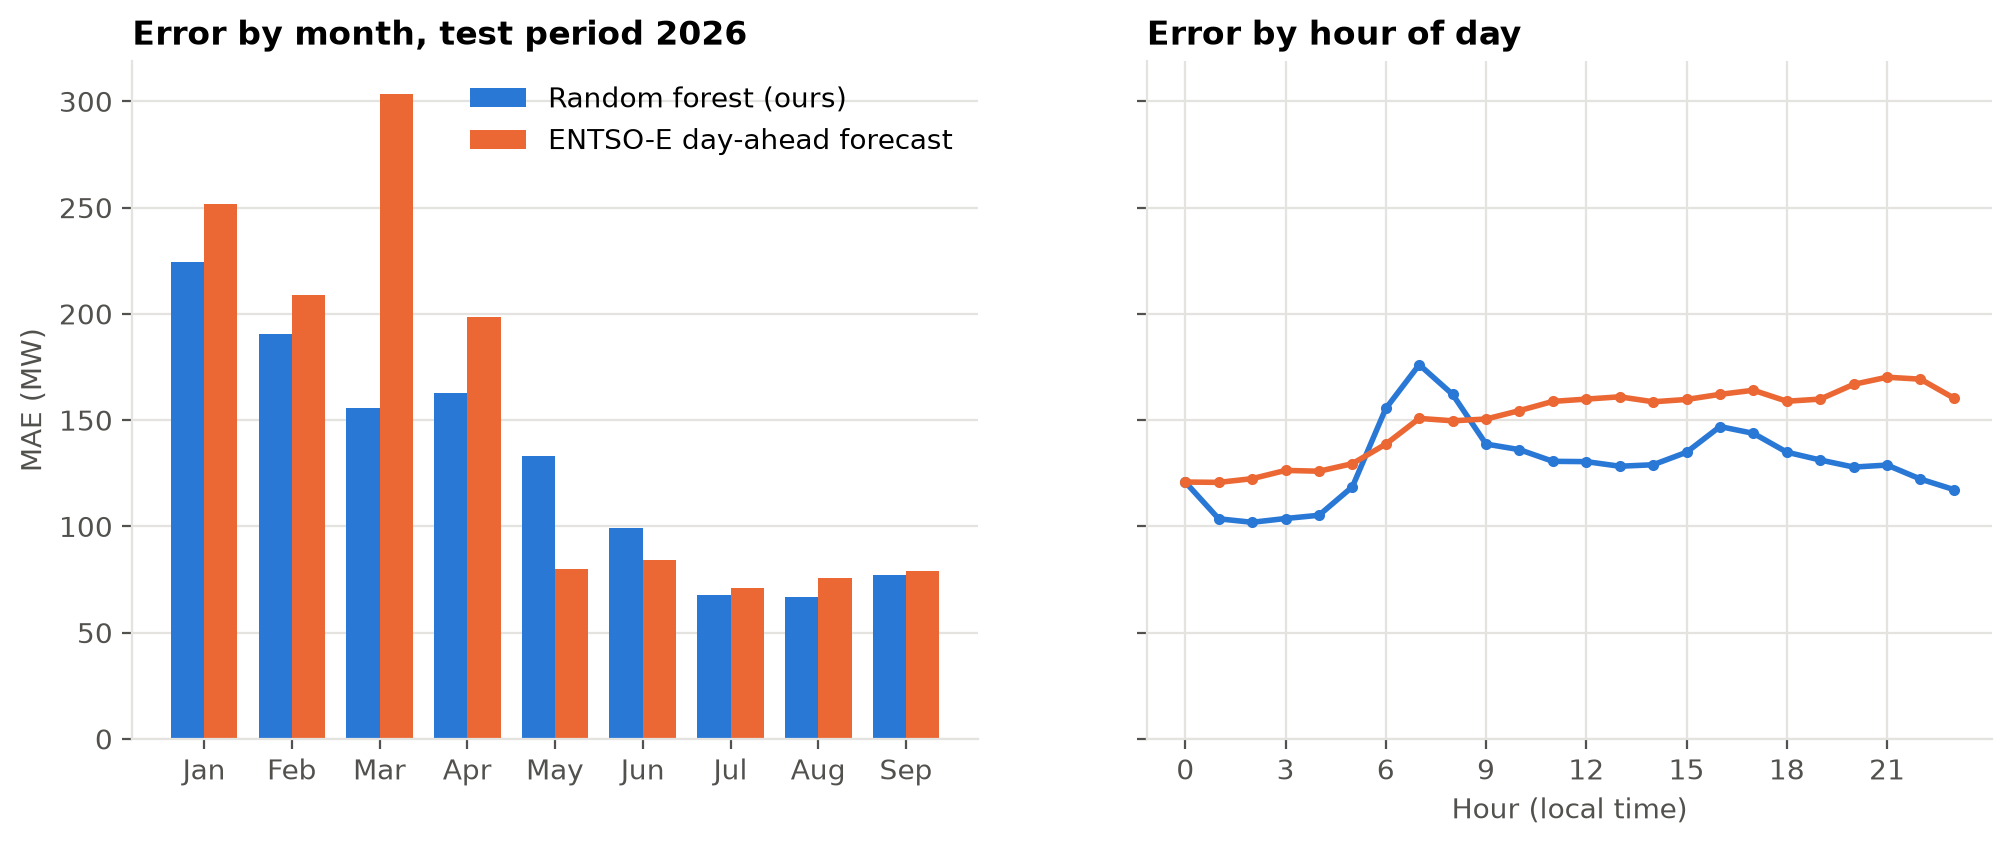 Error by month, test period 2026
Random forest (ours)
ENTSO-E day-ahead forecast
MAE (MW)
300
250
200
150
100
50
0
Jan Feb Mar Apr May Jun Jul Aug Sep
Error by hour of day
0 3 6 9 12 15 18 21
Hour (local time)